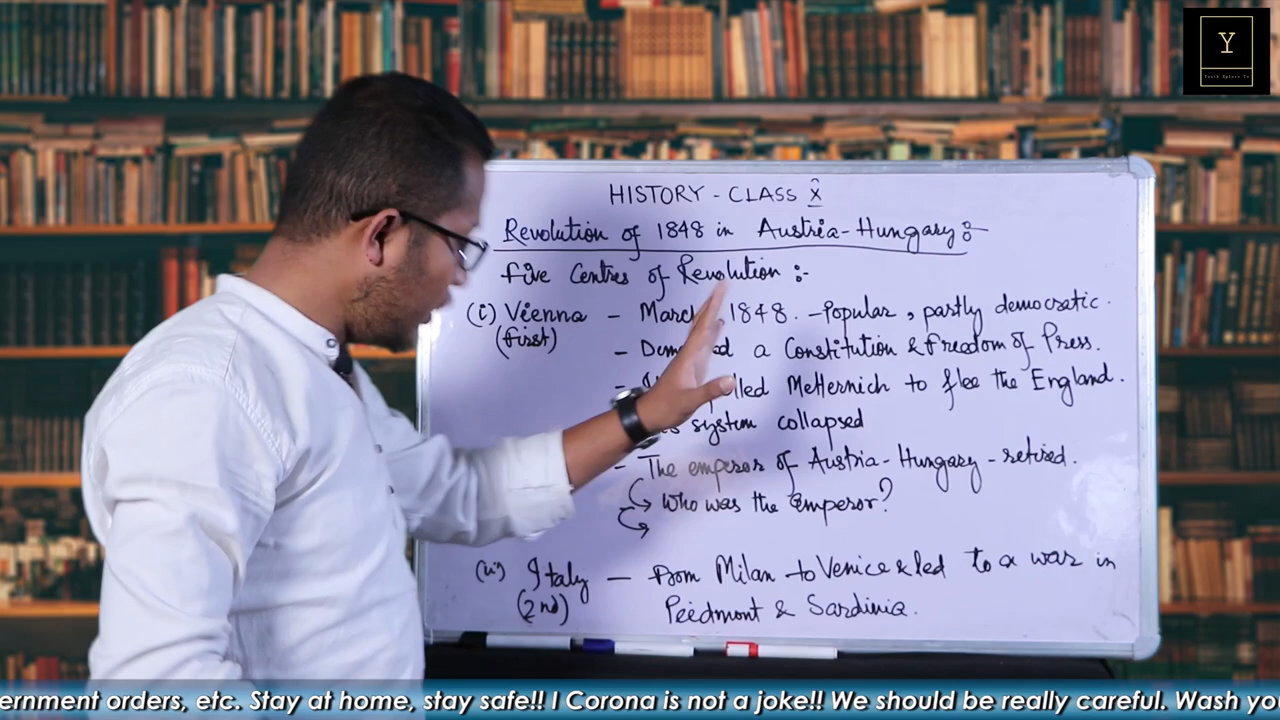 Y
HISTORY - CLASS X
Revolution of 1848 in Austria-Hungary:-
Five Centres of Revolution :-
(i) Vienna - March, 1848. - Popular, partly democratic.
(first)
- Demanded a Constitution & freedom of Press.
- pelled Metternich to flee the England.
system collapsed
- The emperor of Austria-Hungary - retired.
Who was the Emperor?
(ii) Italy - From Milan to Venice & led to a war in
(2nd) Piedmont & Sardinia.
ernment orders, etc. Stay at home, stay safe!! I Corona is not a joke!! We should be really careful. Wash yo